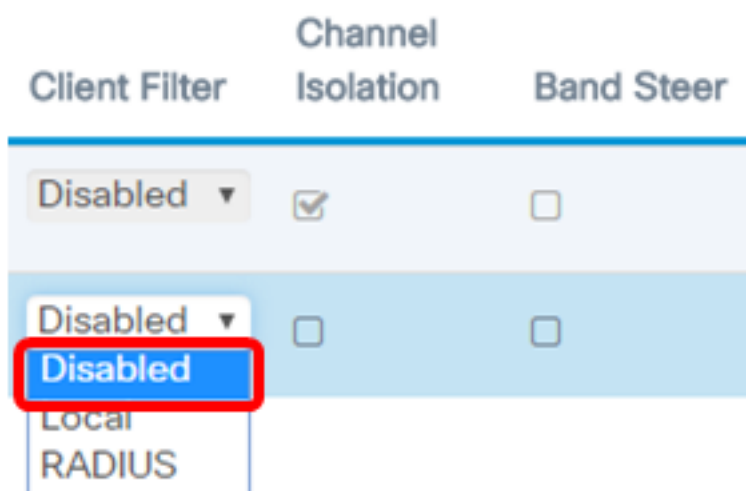 Client Filter
Channel
Isolation
Band Steer
Disabled
Disabled
Disabled
Local
RADIUS